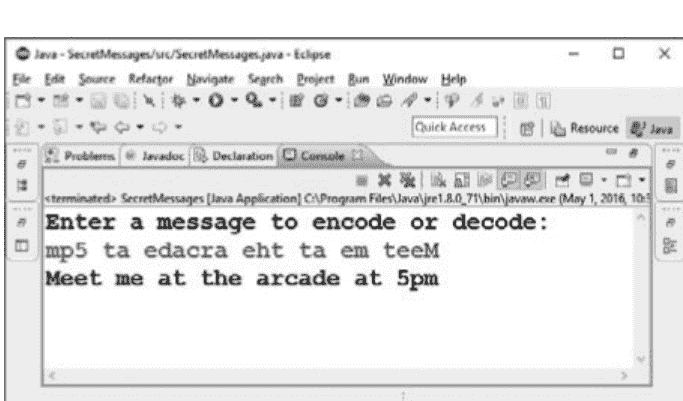 Java - SecretMessages/src/SecretMessages.java - Eclipse
File Edit Source Refactor Navigate Search Project Run Window Help
Quick Access Resource Java
Problems Javadoc Declaration Console
<terminated> SecretMessages [Java Application] C:\Program Files\Java\jre1.8.0_71\bin\javaw.exe (May 1, 2016, 10:
Enter a message to encode or decode:
mp5 ta edacra eht ta em teeM
Meet me at the arcade at 5pm